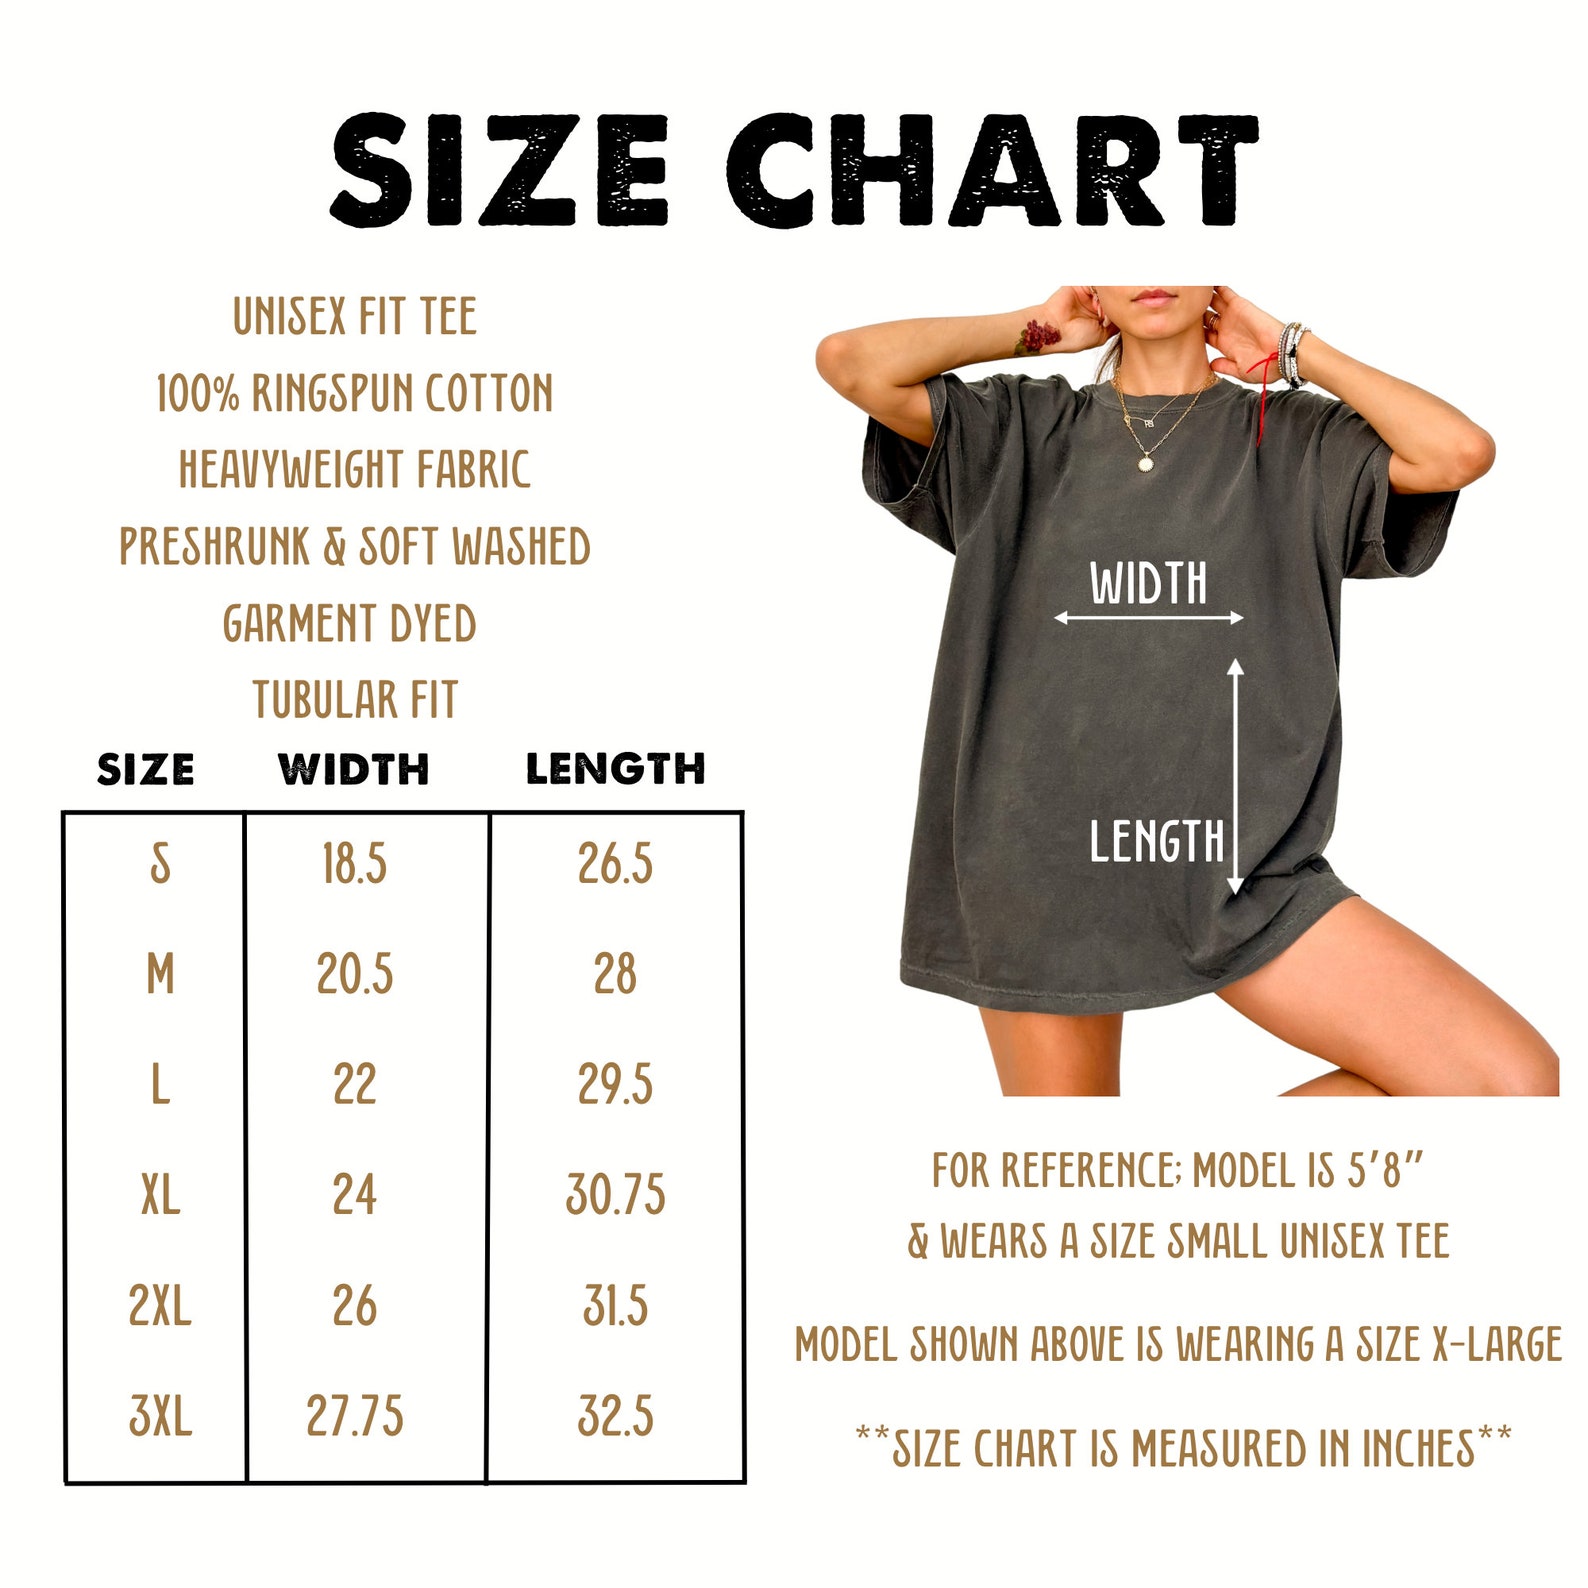 SIZE CHART
UNISEX FIT TEE
100% RINGSPUN COTTON
HEAVYWEIGHT FABRIC
PRESHRUNK & SOFT WASHED
GARMENT DYED
TUBULAR FIT
SIZE WIDTH LENGTH
S 18.5 26.5
M 20.5 28
L 22 29.5
XL 24 30.75
2XL 26 31.5
3XL 27.75 32.5
WIDTH
LENGTH
FOR REFERENCE; MODEL IS 5'8"
& WEARS A SIZE SMALL UNISEX TEE
MODEL SHOWN ABOVE IS WEARING A SIZE X-LARGE
**SIZE CHART IS MEASURED IN INCHES**